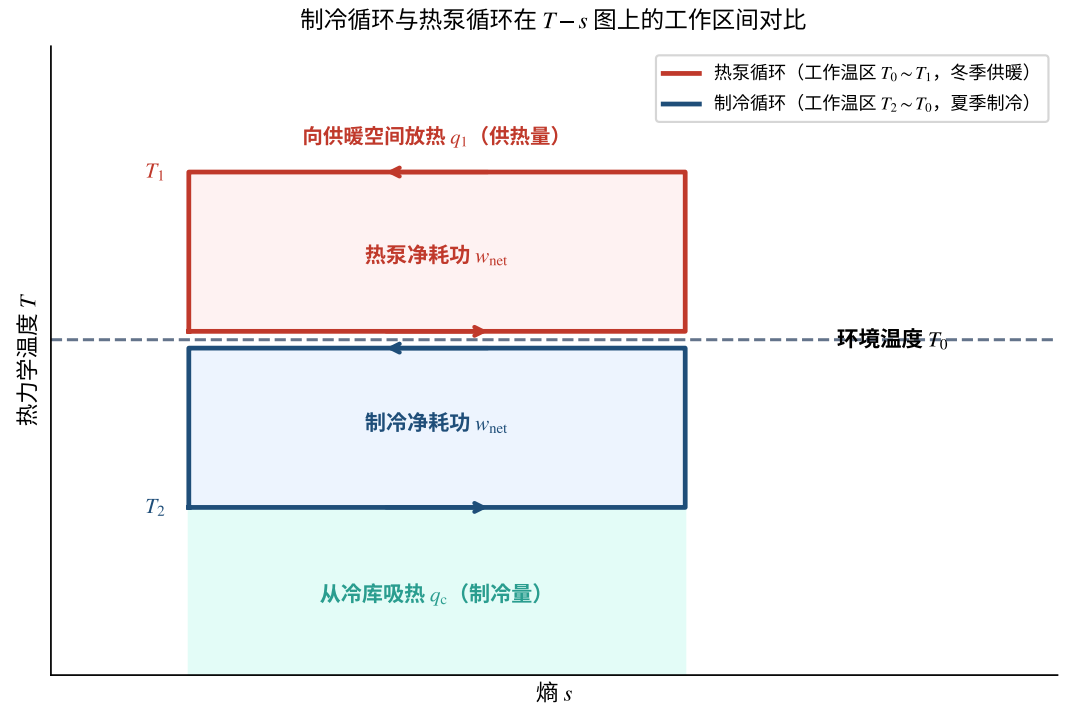 制冷循环与热泵循环在 T−s 图上的工作区间对比
热泵循环（工作温区 T₀~T₁，冬季供暖）
制冷循环（工作温区 T₂~T₀，夏季制冷）
向供暖空间放热 q₁（供热量）
T₁
热泵净耗功 w_net
环境温度 T₀
制冷净耗功 w_net
T₂
从冷库吸热 q_c（制冷量）
热力学温度 T
熵 s